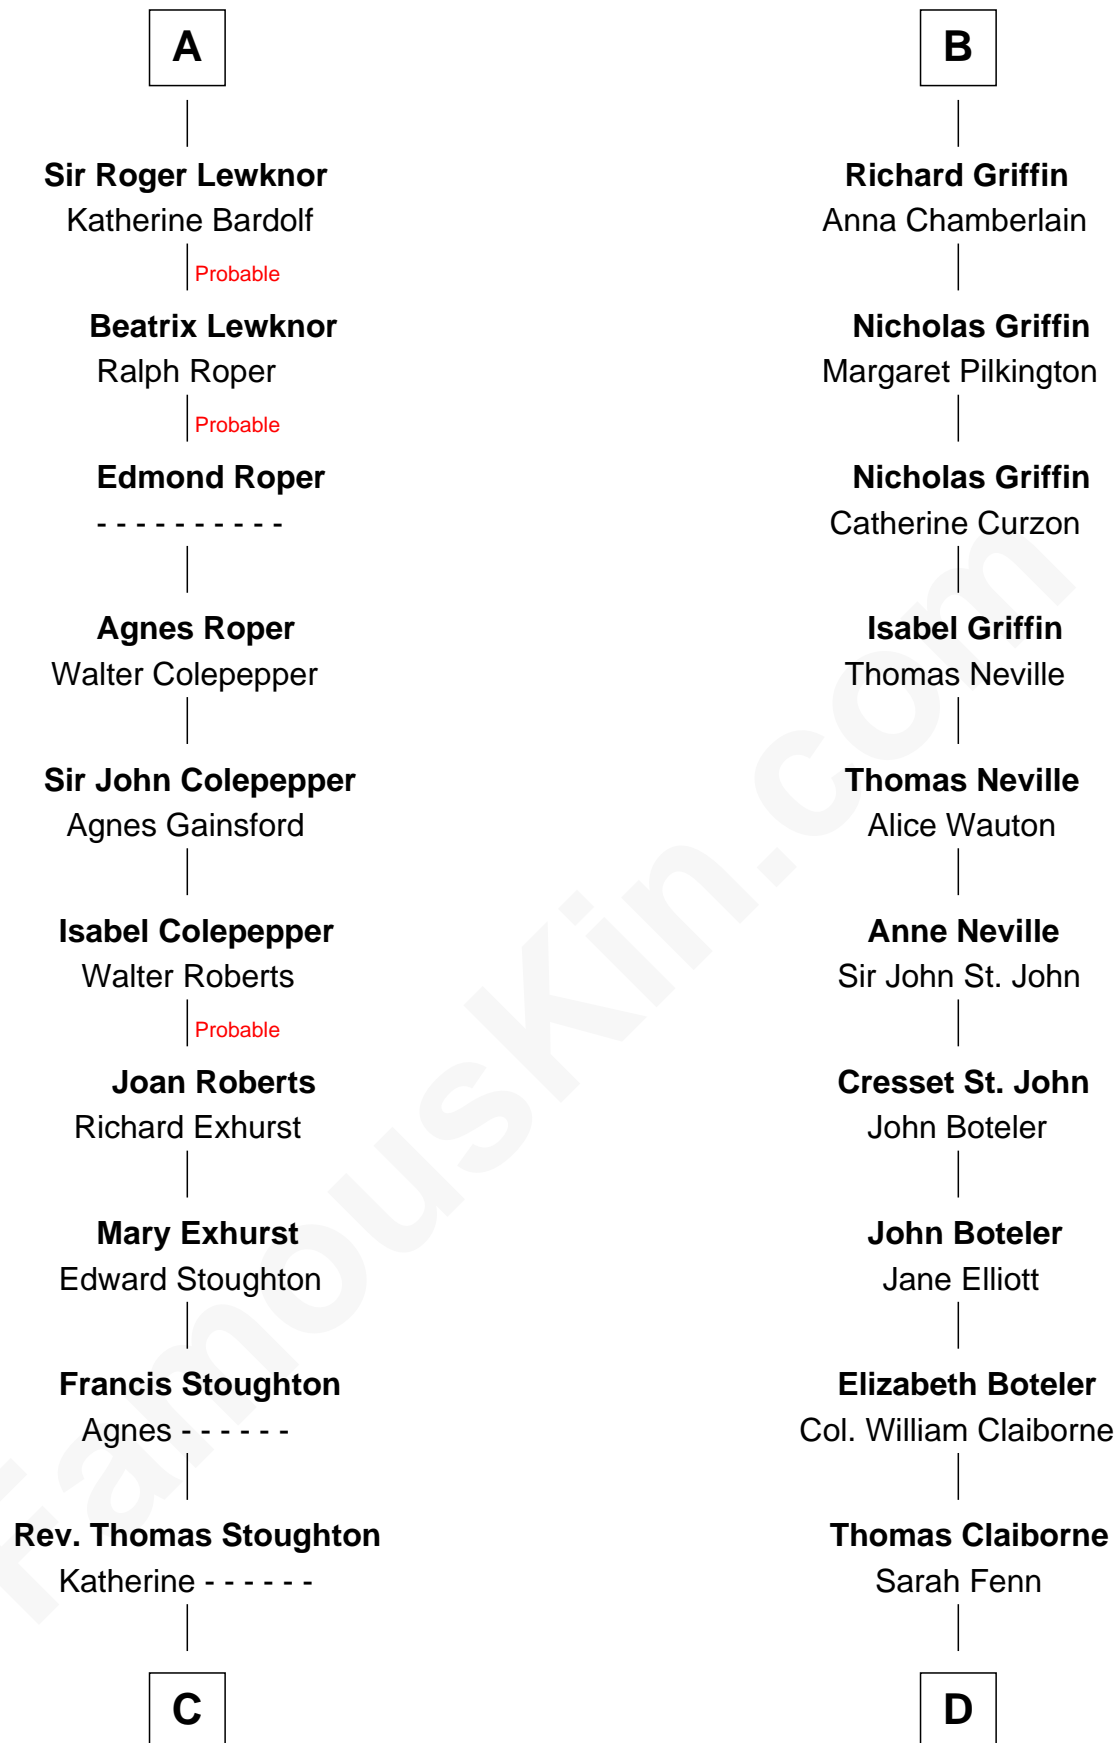 A
Sir Roger Lewknor
Katherine Bardolf
Probable
Beatrix Lewknor
Ralph Roper
Probable
Edmond Roper
- - - - - - - - - -
Agnes Roper
Walter Colepepper
Sir John Colepepper
Agnes Gainsford
Isabel Colepepper
Walter Roberts
Probable
Joan Roberts
Richard Exhurst
Mary Exhurst
Edward Stoughton
Francis Stoughton
Agnes - - - - - -
Rev. Thomas Stoughton
Katherine - - - - - -
C
B
Richard Griffin
Anna Chamberlain
Nicholas Griffin
Margaret Pilkington
Nicholas Griffin
Catherine Curzon
Isabel Griffin
Thomas Neville
Thomas Neville
Alice Wauton
Anne Neville
Sir John St. John
Cresset St. John
John Boteler
John Boteler
Jane Elliott
Elizabeth Boteler
Col. William Claiborne
Thomas Claiborne
Sarah Fenn
D
FamousKin.com